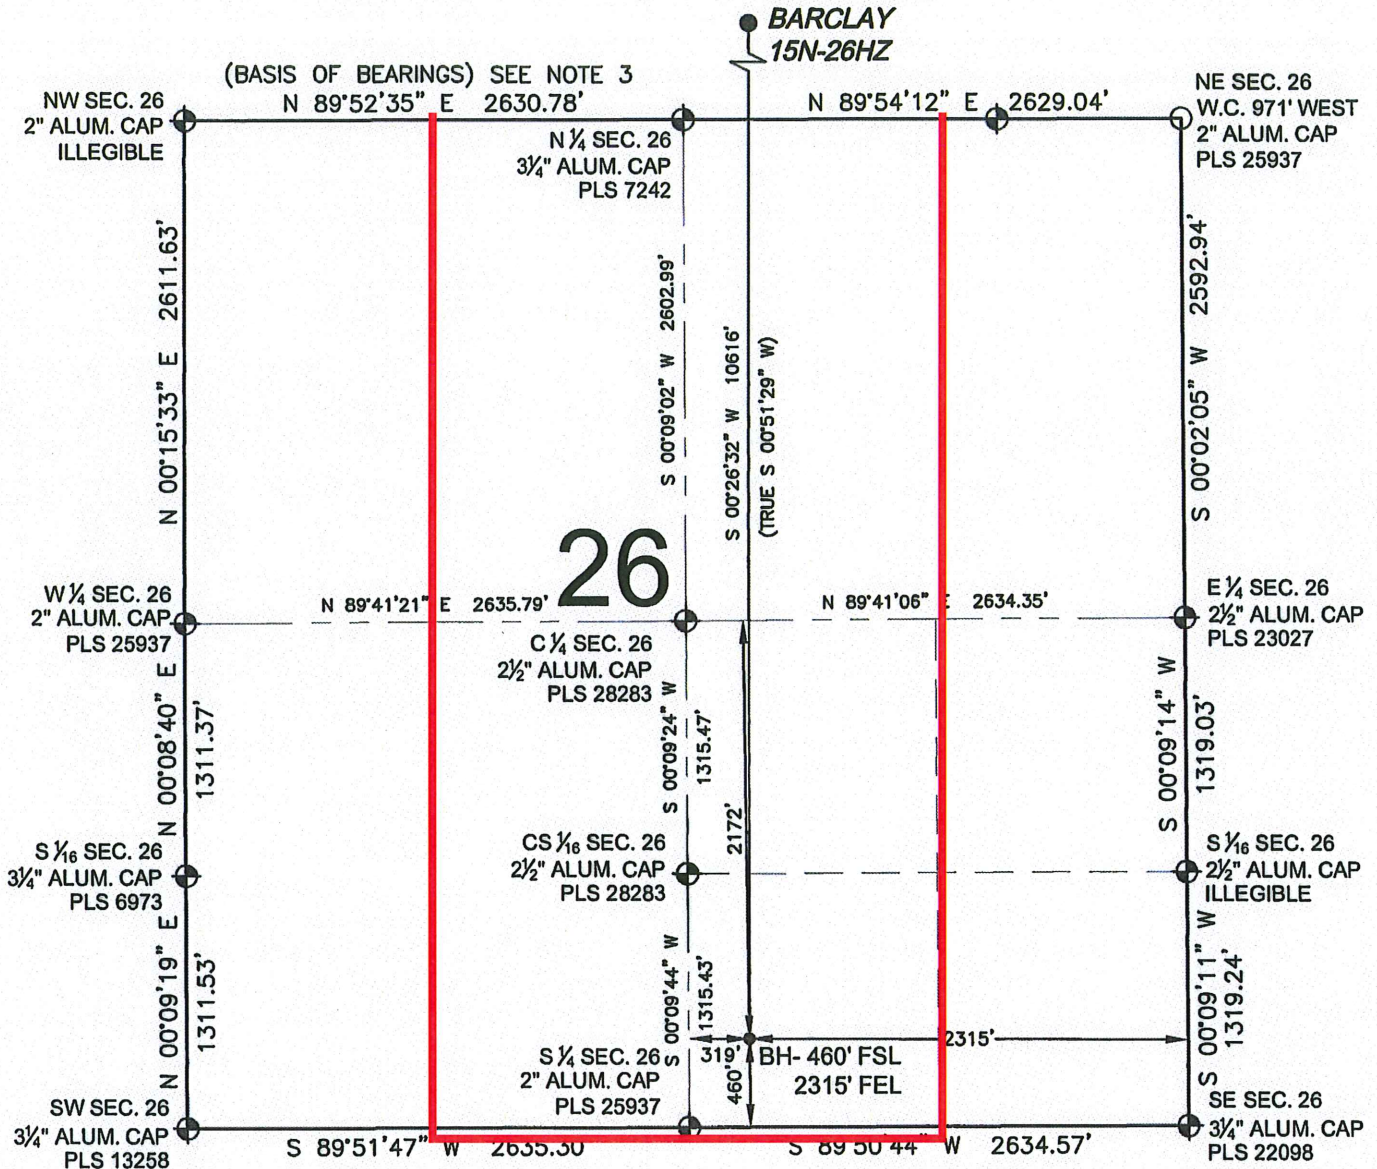 BARCLAY
15N-26HZ
(BASIS OF BEARINGS) SEE NOTE 3
N 89°52'35" E 2630.78'
N 89°54'12" E 2629.04'
NW SEC. 26
2" ALUM. CAP
ILLEGIBLE
N ¼ SEC. 26
3¼" ALUM. CAP
PLS 7242
NE SEC. 26
W.C. 971' WEST
2" ALUM. CAP
PLS 25937
N 00°15'33" E 2611.63'
S 00°09'02" W 2602.99'
S 00°26'32" W 10616'
(TRUE S 00°51'29" W)
S 00°02'05" W 2592.94'
26
W ¼ SEC. 26
2" ALUM. CAP
PLS 25937
N 89°41'21" E 2635.79'
N 89°41'06" E 2634.35'
E ¼ SEC. 26
2½" ALUM. CAP
PLS 23027
C ¼ SEC. 26
2½" ALUM. CAP
PLS 28283
N 00°08'40" E
1311.37'
S 00°09'24" W
1315.47'
2172'
S 00°09'14" W
1319.03'
S 1/16 SEC. 26
3¼" ALUM. CAP
PLS 6973
CS 1/16 SEC. 26
2½" ALUM. CAP
PLS 28283
S 1/16 SEC. 26
2½" ALUM. CAP
ILLEGIBLE
N 00°09'19" E
1311.53'
S 00°09'44" W
1315.43'
S 00°09'11" W
1319.24'
2315'
319'
460'
BH- 460' FSL
2315' FEL
S ¼ SEC. 26
2" ALUM. CAP
PLS 25937
SW SEC. 26
3¼" ALUM. CAP
PLS 13258
S 89°51'47" W 2635.30'
S 89°50'44" W 2634.57'
SE SEC. 26
3¼" ALUM. CAP
PLS 22098